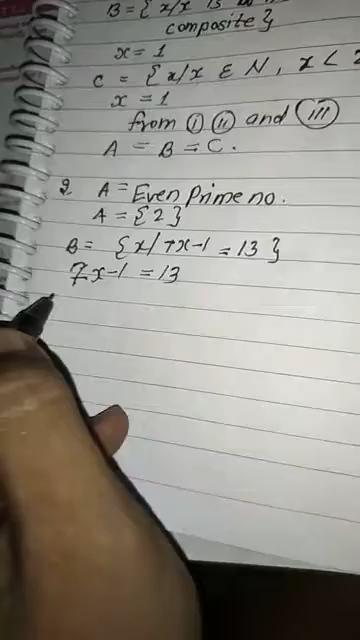 B = {x/x is
composite}
x = 1
C = {x/x ∈ N, x < 2
x = 1
from (i) (ii) and (iii)
A = B = C.
2 A = Even Prime no.
A = {2}
B = {x/7x-1 = 13}
7x-1 = 13